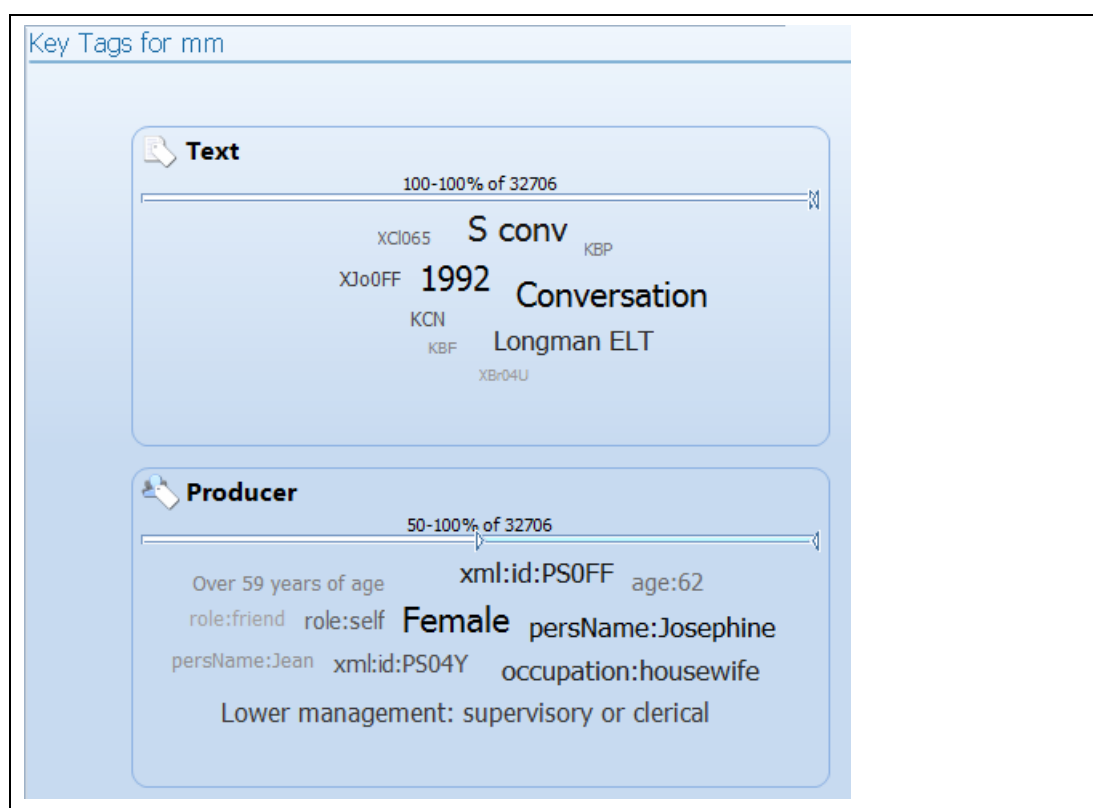 Key Tags for mm
Text
100-100% of 32706
XCl065 S conv KBP
XJo0FF 1992 Conversation
KCN
KBF Longman ELT
XBr04U
Producer
50-100% of 32706
Over 59 years of age xml:id:PS0FF age:62
role:friend role:self Female persName:Josephine
persName:Jean xml:id:PS04Y occupation:housewife
Lower management: supervisory or clerical